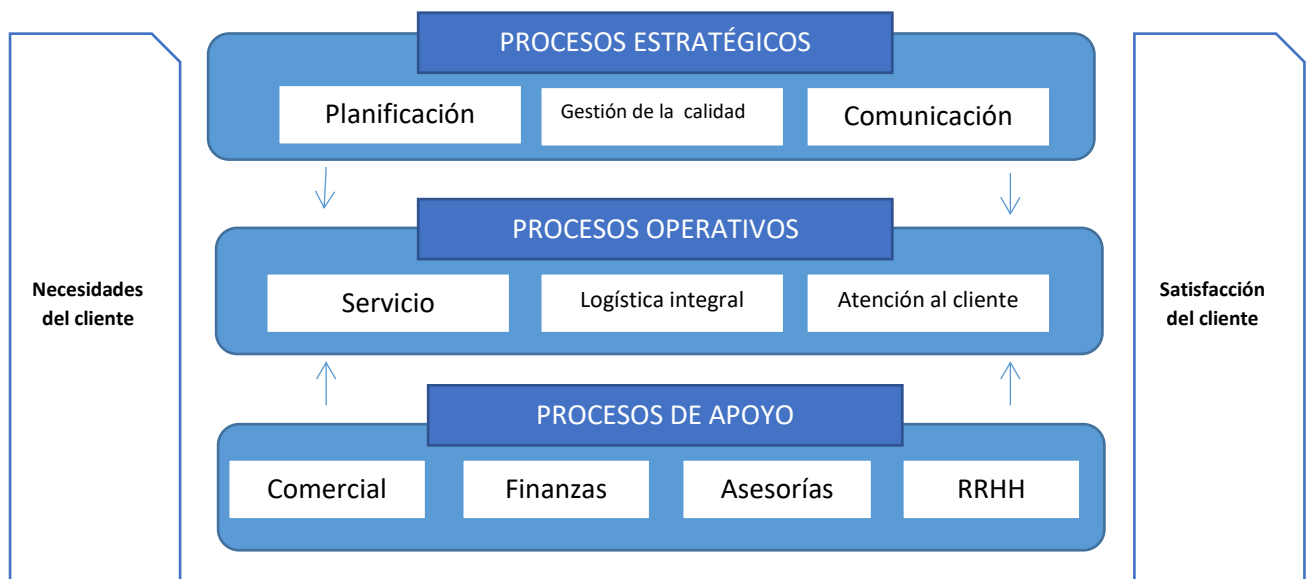 PROCESOS ESTRATÉGICOS
Planificación
Gestión de la calidad
Comunicación
PROCESOS OPERATIVOS
Necesidades
del cliente
Servicio
Logística integral
Atención al cliente
Satisfacción
del cliente
PROCESOS DE APOYO
Comercial
Finanzas
Asesorías
RRHH